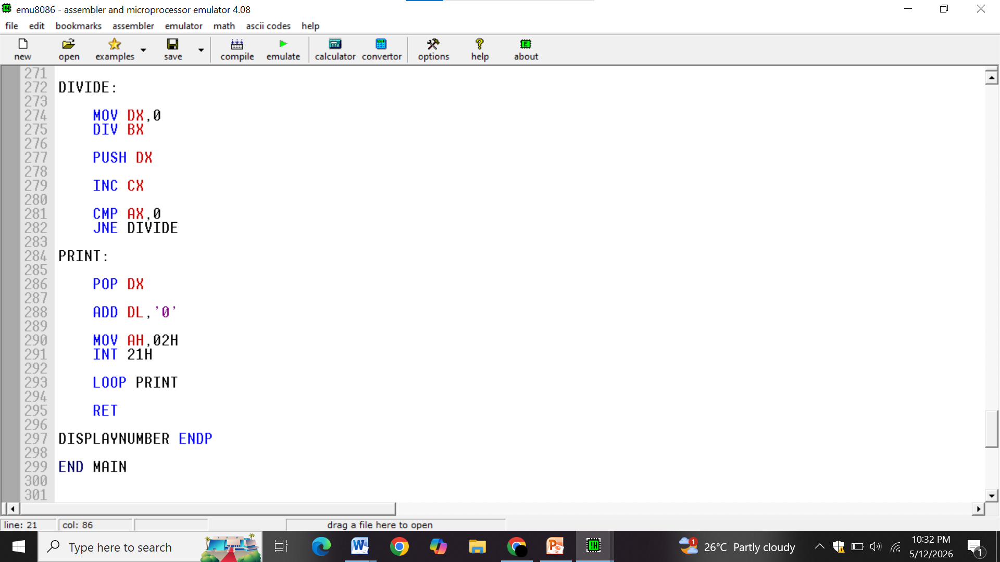 emu8086 - assembler and microprocessor emulator 4.08
file edit bookmarks assembler emulator math ascii codes help
new open examples save compile emulate calculator convertor options help about
271
272 DIVIDE:
273
274 MOV DX,0
275 DIV BX
276
277 PUSH DX
278
279 INC CX
280
281 CMP AX,0
282 JNE DIVIDE
283
284 PRINT:
285
286 POP DX
287
288 ADD DL,'0'
289
290 MOV AH,02H
291 INT 21H
292
293 LOOP PRINT
294
295 RET
296
297 DISPLAYNUMBER ENDP
298
299 END MAIN
300
301
line: 21 col: 86 drag a file here to open
Type here to search 1 26°C Partly cloudy 10:32 PM
5/12/2026 1